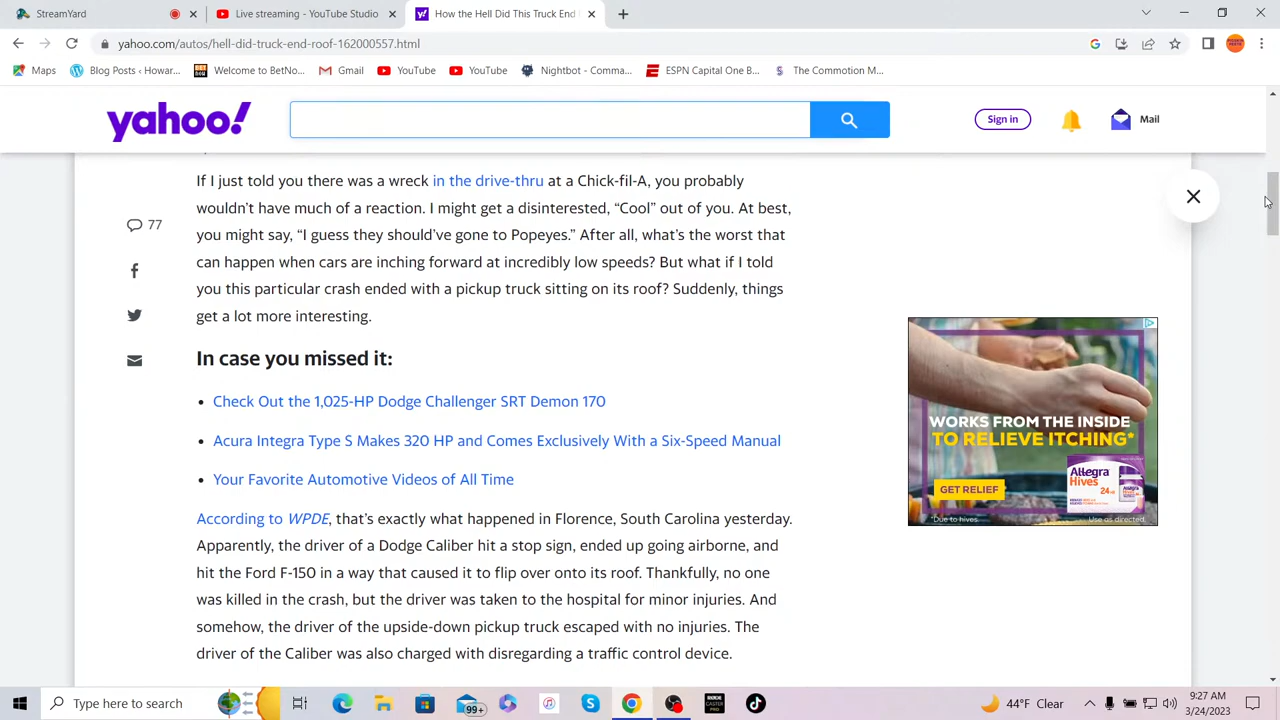 StreamYard
Live streaming - YouTube Studio
How the Hell Did This Truck End
yahoo.com/autos/hell-did-truck-end-roof-162000557.html
Maps
Blog Posts ‹ Howar...
Welcome to BetNo...
Gmail
YouTube
YouTube
Nightbot - Comma...
ESPN Capital One B...
The Commotion M...
yahoo!
Sign in
Mail
If I just told you there was a wreck in the drive-thru at a Chick-fil-A, you probably
wouldn't have much of a reaction. I might get a disinterested, “Cool” out of you. At best,
you might say, “I guess they should've gone to Popeyes.” After all, what's the worst that
can happen when cars are inching forward at incredibly low speeds? But what if I told
you this particular crash ended with a pickup truck sitting on its roof? Suddenly, things
get a lot more interesting.
77
In case you missed it:
Check Out the 1,025-HP Dodge Challenger SRT Demon 170
Acura Integra Type S Makes 320 HP and Comes Exclusively With a Six-Speed Manual
Your Favorite Automotive Videos of All Time
According to WPDE, that's exactly what happened in Florence, South Carolina yesterday.
Apparently, the driver of a Dodge Caliber hit a stop sign, ended up going airborne, and
hit the Ford F-150 in a way that caused it to flip over onto its roof. Thankfully, no one
was killed in the crash, but the driver was taken to the hospital for minor injuries. And
somehow, the driver of the upside-down pickup truck escaped with no injuries. The
driver of the Caliber was also charged with disregarding a traffic control device.
WORKS FROM THE INSIDE
TO RELIEVE ITCHING*
Allegra
Hives
24 HR
GET RELIEF
*Due to hives.
Use as directed.
Type here to search
99+
44°F Clear
9:27 AM
3/24/2023